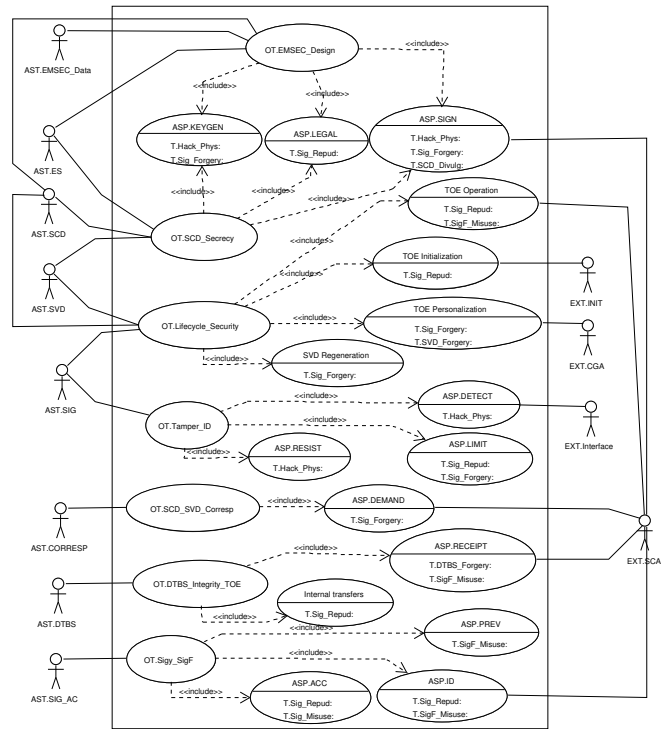 OT.EMSEC_Design
<<include>>
AST.EMSEC_Data
<<include>>
<<include>>
ASP.KEYGEN
T.Hack_Phys:
T.Sig_Forgery:
ASP.LEGAL
T.Sig_Repud:
ASP.SIGN
T.Hack_Phys:
T.Sig_Forgery:
T.SCD_Divulg:
AST.ES
<<include>>
<<include>>
<<include>>
TOE Operation
T.Sig_Repud:
T.SigF_Misuse:
AST.SCD
OT.SCD_Secrecy
<<include>>
TOE Initialization
T.Sig_Repud:
<<include>>
EXT.INIT
AST.SVD
OT.Lifecycle_Security
<<include>>
TOE Personalization
T.Sig_Forgery:
T.SVD_Forgery:
EXT.CGA
<<include>>
SVD Regeneration
T.Sig_Forgery:
AST.SIG
<<include>>
ASP.DETECT
T.Hack_Phys:
EXT.Interface
OT.Tamper_ID
<<include>>
ASP.LIMIT
T.Sig_Repud:
T.Sig_Forgery:
<<include>>
ASP.RESIST
T.Hack_Phys:
AST.CORRESP
OT.SCD_SVD_Corresp
<<include>>
ASP.DEMAND
T.Sig_Forgery:
EXT.SCA
<<include>>
ASP.RECEIPT
T.DTBS_Forgery:
T.SigF_Misuse:
AST.DTBS
OT.DTBS_Integrity_TOE
<<include>>
Internal transfers
T.Sig_Repud:
<<include>>
ASP.PREV
T.SigF_Misuse:
AST.SIG_AC
OT.Sigy_SigF
<<include>>
<<include>>
ASP.ACC
T.Sig_Repud:
T.Sig_Misuse:
ASP.ID
T.Sig_Repud:
T.SigF_Misuse: